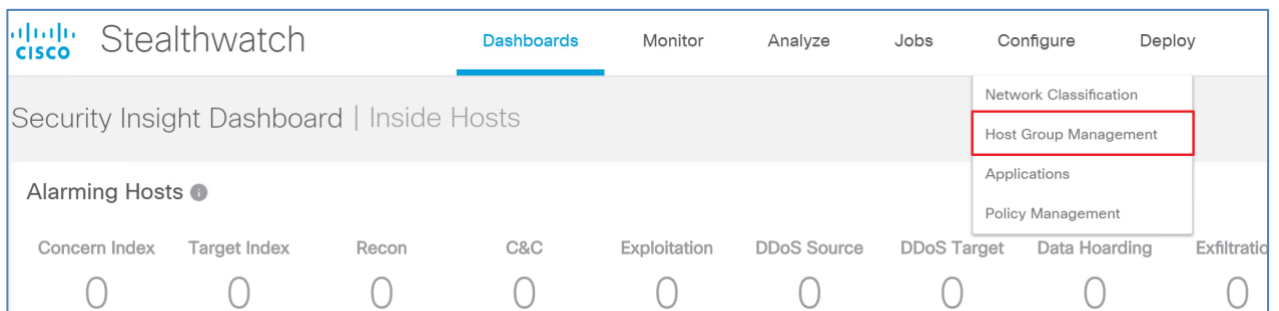 CISCO Stealthwatch Dashboards Monitor Analyze Jobs Configure Deploy
Network Classification
Security Insight Dashboard | Inside Hosts
Host Group Management
Applications
Alarming Hosts
Policy Management
Concern Index Target Index Recon C&C Exploitation DDoS Source DDoS Target Data Hoarding Exfiltratio
0 0 0 0 0 0 0 0 0